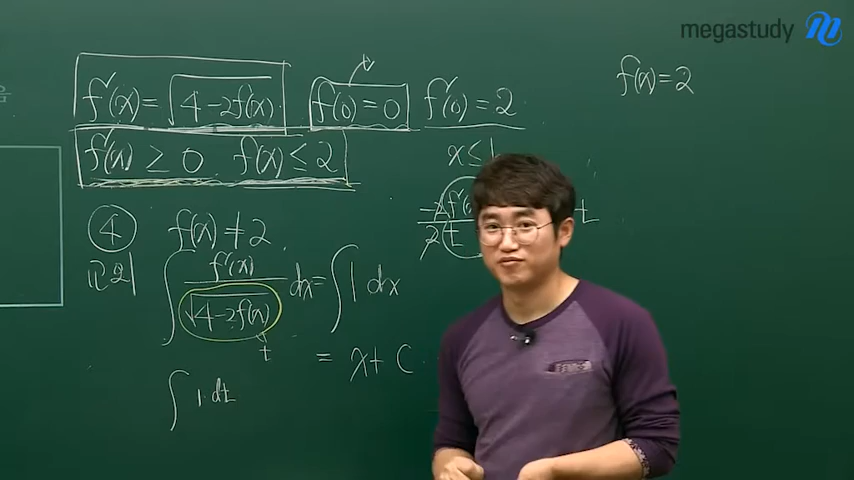 megastudy
f'(x) = √4-2f(x) f(0) = 0 f'(0) = 2
f'(x) ≥ 0 f(x) ≤ 2
x ≤ 1
f(x) = 2
④ f(x) ≠ 2
∫ f'(x)/√4-2f(x) dx = ∫ 1 dx
t
= x + C
∫ 1 dt